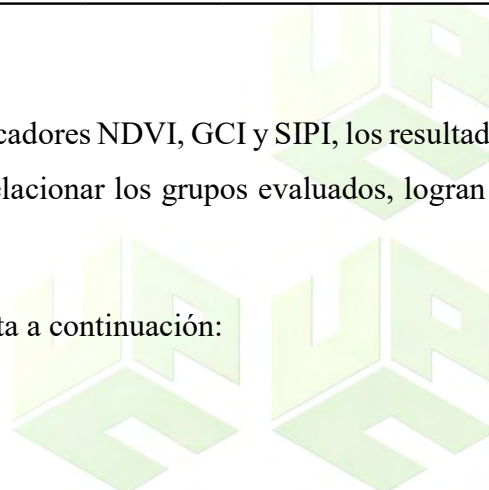 cadores NDVI, GCI y SIPI, los resultad
elacionar los grupos evaluados, logran
ta a continuación: